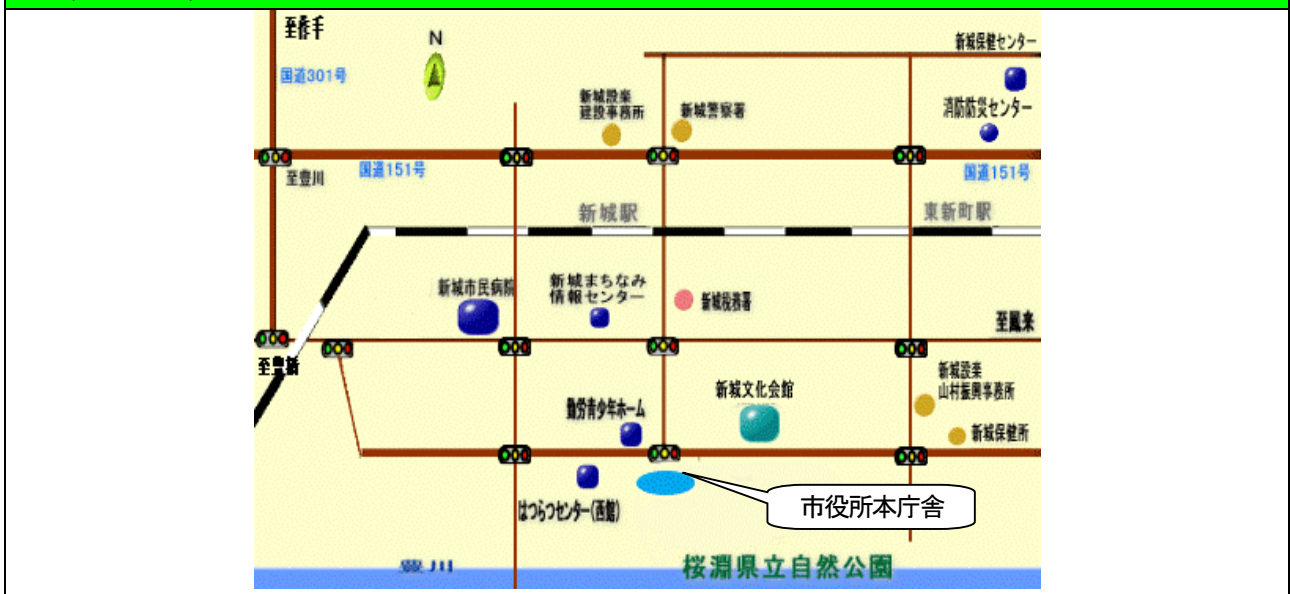 至作手
N
新城保健センター
国道301号
消防防災センター
新城設楽
建設事務所
新城警察署
至豊川
国道151号
国道151号
新城駅
東新町駅
新城市民病院
新城まちなみ
情報センター
新城税務署
至鳳来
至豊橋
新城設楽
山村振興事務所
新城文化会館
勤労青少年ホーム
新城保健所
はつらつセンター(西館)
市役所本庁舎
豊川
桜淵県立自然公園